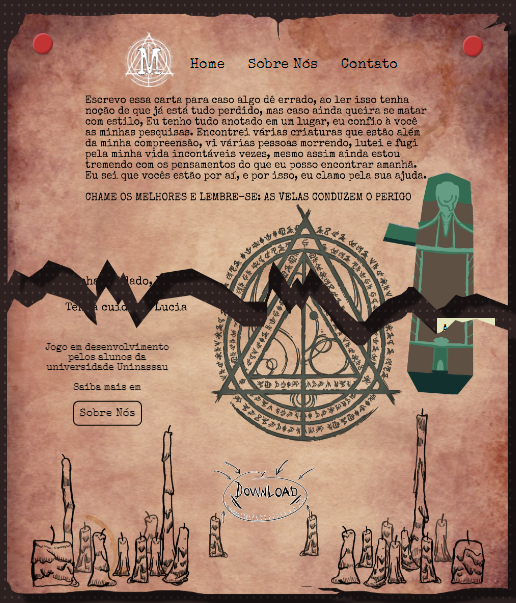 M
Home Sobre Nós Contato
Escrevo essa carta para caso algo dê errado, ao ler isso tenha
noção de que já está tudo perdido, mas caso ainda queira se matar
com estilo, Eu tenho tudo anotado em um lugar, eu confio à você
as minhas pesquisas. Encontrei várias criaturas que estão além
da minha compreensão, vi várias pessoas morrendo, lutei e fugi
pela minha vida incontáveis vezes, mesmo assim ainda estou
tremendo com os pensamentos do que eu posso encontrar amanhã.
Eu sei que vocês estão por aí, e por isso, eu clamo pela sua ajuda.
CHAME OS MELHORES E LEMBRE-SE: AS VELAS CONDUZEM O PERIGO
Lucia
Jogo em desenvolvimento
pelos alunos da
universidade Uninassau
Saiba mais em
Sobre Nós
DOWNLOAD